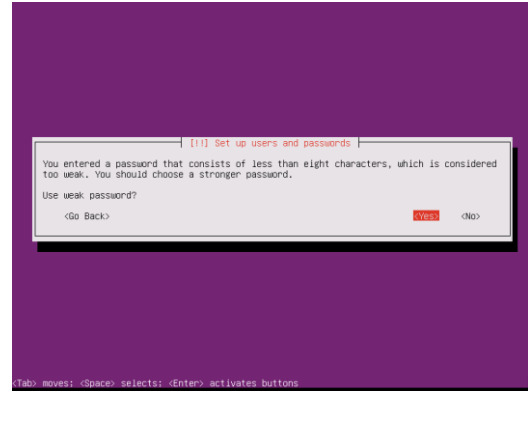 [!!] Set up users and passwords
You entered a password that consists of less than eight characters, which is considered
too weak. You should choose a stronger password.
Use weak password?
<Go Back> <Yes> <No>
<Tab> moves; <Space> selects; <Enter> activates buttons